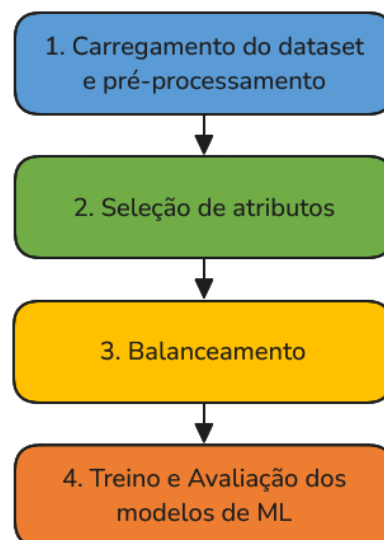 1. Carregamento do dataset
e pré-processamento
2. Seleção de atributos
3. Balanceamento
4. Treino e Avaliação dos
modelos de ML